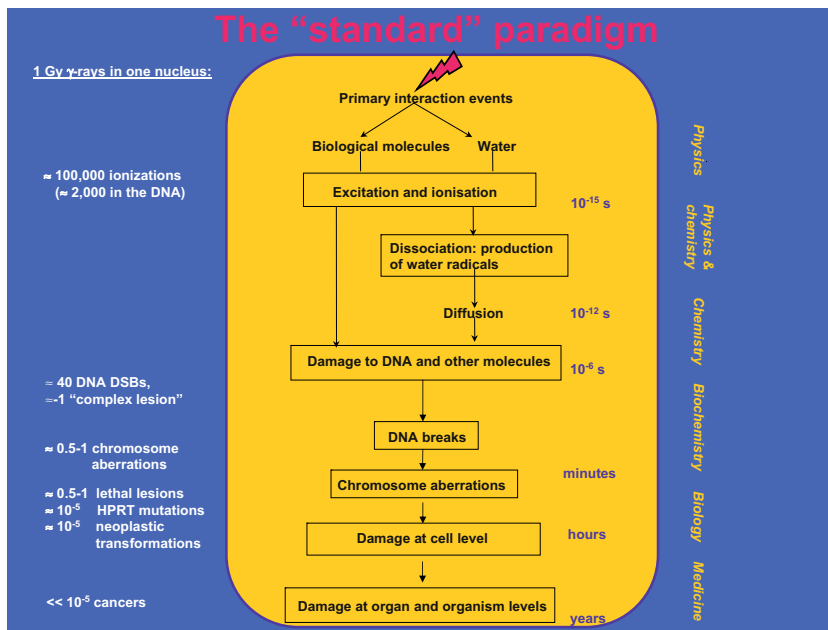 The “standard” paradigm
1 Gy γ-rays in one nucleus:
≈ 100,000 ionizations
(≈ 2,000 in the DNA)
≈ 40 DNA DSBs,
≈-1 “complex lesion”
≈ 0.5-1 chromosome
aberrations
≈ 0.5-1 lethal lesions
≈ 10⁻⁵ HPRT mutations
≈ 10⁻⁵ neoplastic
transformations
<< 10⁻⁵ cancers
Primary interaction events
Biological molecules Water
Excitation and ionisation
10⁻¹⁵ s
Dissociation: production
of water radicals
Diffusion
10⁻¹² s
Damage to DNA and other molecules
10⁻⁶ s
DNA breaks
Chromosome aberrations
minutes
Damage at cell level
hours
Damage at organ and organism levels
years
Physics
Physics &
chemistry
Chemistry
Biochemistry
Biology
Medicine